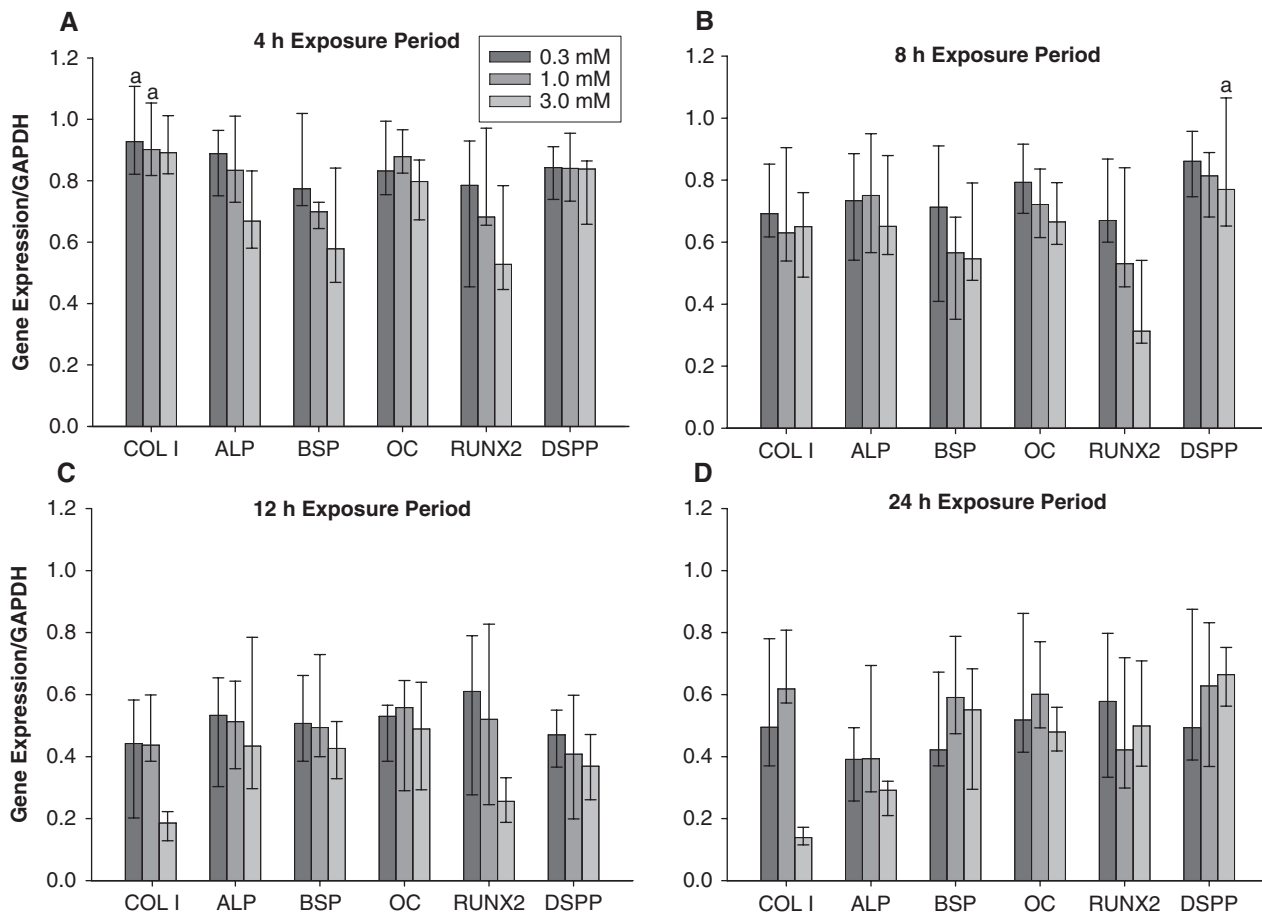 A
4 h Exposure Period
0.3 mM
1.0 mM
3.0 mM
1.2
1.0
0.8
0.6
0.4
0.2
0.0
Gene Expression/GAPDH
a
a
COL I ALP BSP OC RUNX2 DSPP
B
8 h Exposure Period
1.2
1.0
0.8
0.6
0.4
0.2
0.0
a
COL I ALP BSP OC RUNX2 DSPP
C
12 h Exposure Period
1.2
1.0
0.8
0.6
0.4
0.2
0.0
Gene Expression/GAPDH
COL I ALP BSP OC RUNX2 DSPP
D
24 h Exposure Period
1.2
1.0
0.8
0.6
0.4
0.2
0.0
COL I ALP BSP OC RUNX2 DSPP